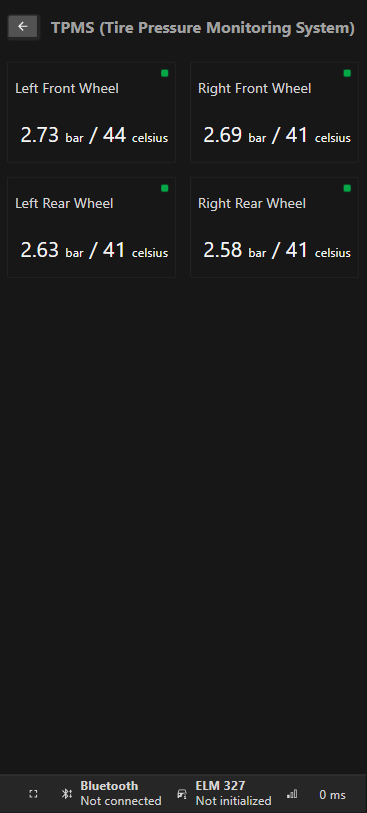 TPMS (Tire Pressure Monitoring System)
Left Front Wheel
2.73 bar / 44 celsius
Right Front Wheel
2.69 bar / 41 celsius
Left Rear Wheel
2.63 bar / 41 celsius
Right Rear Wheel
2.58 bar / 41 celsius
Bluetooth
Not connected
ELM 327
Not initialized
0 ms